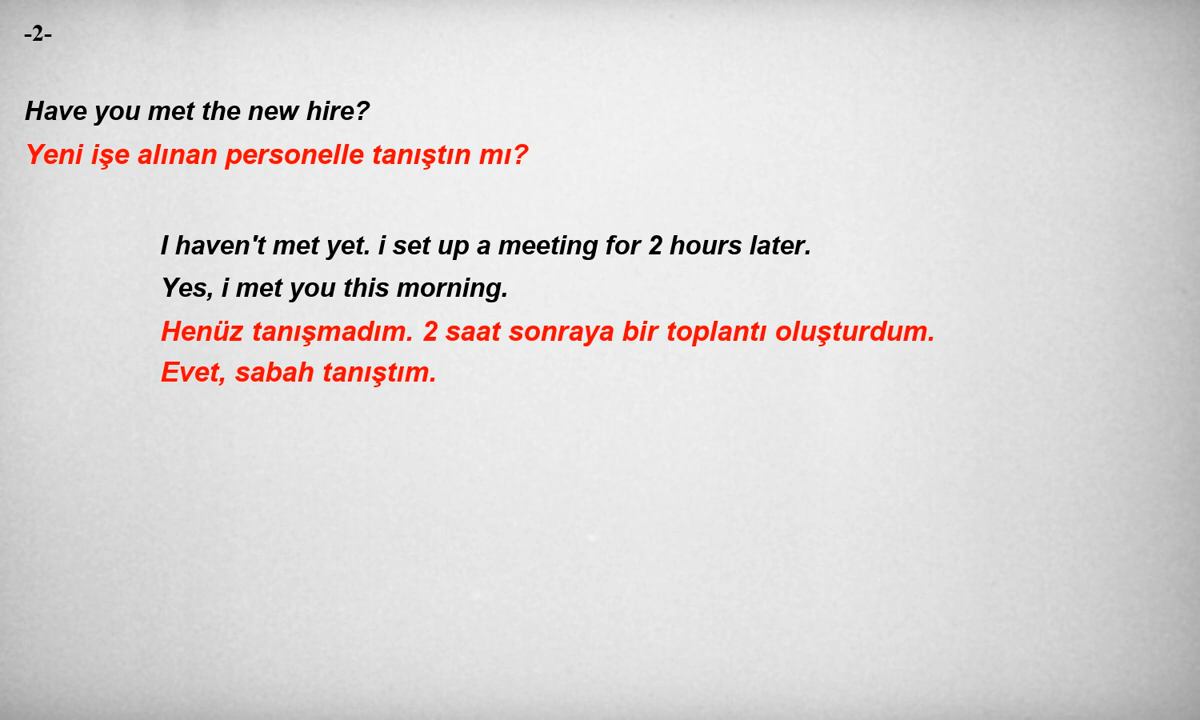 -2-
Have you met the new hire?
Yeni işe alınan personelle tanıştın mı?
I haven't met yet. i set up a meeting for 2 hours later.
Yes, i met you this morning.
Henüz tanışmadım. 2 saat sonraya bir toplantı oluşturdum.
Evet, sabah tanıştım.